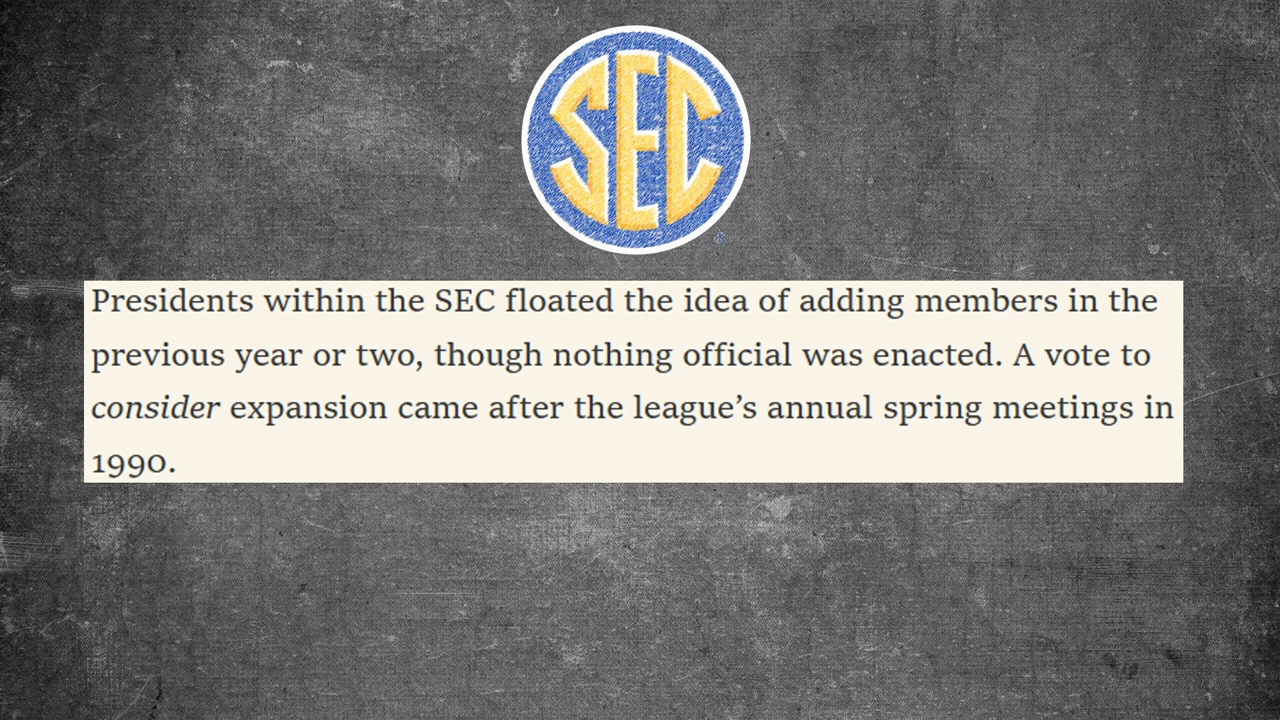 SEC
®
Presidents within the SEC floated the idea of adding members in the
previous year or two, though nothing official was enacted. A vote to
consider expansion came after the league’s annual spring meetings in
1990.